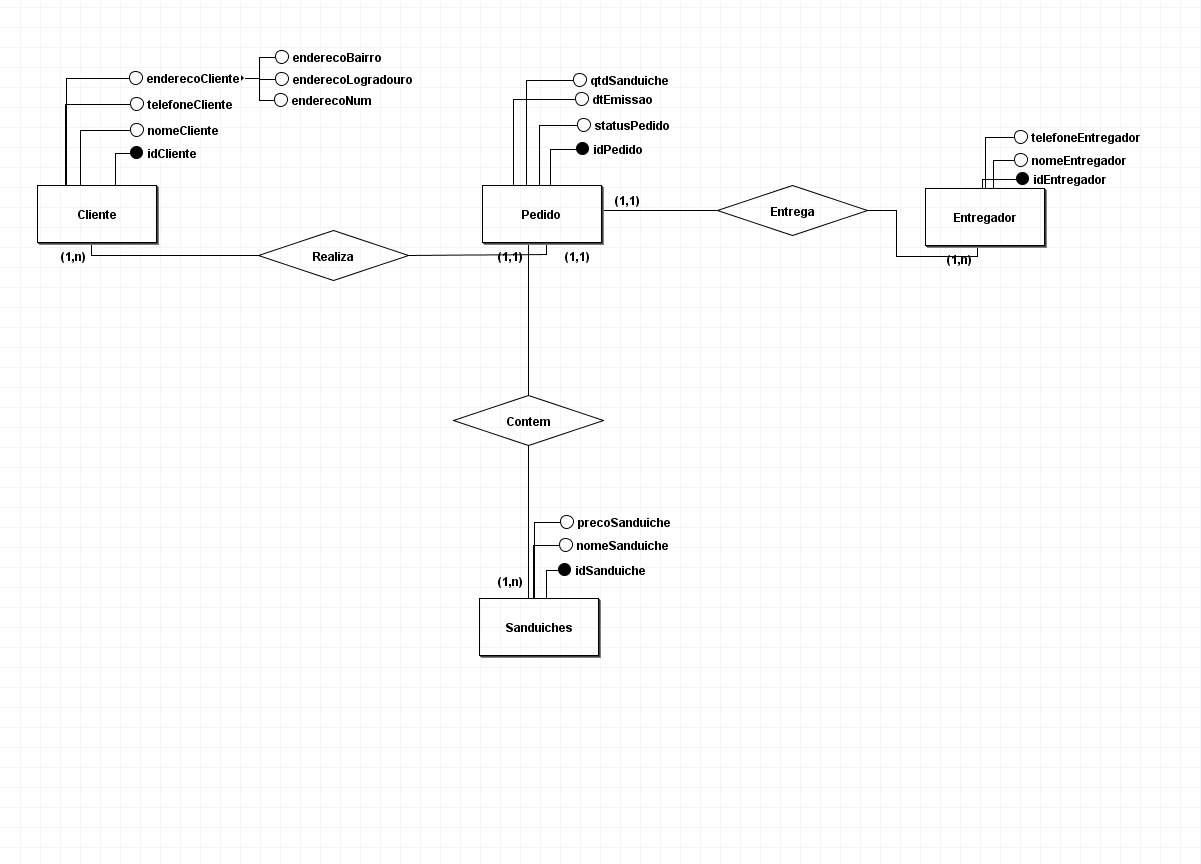 enderecoBairro
enderecoCliente
enderecoLogradouro
enderecoNum
telefoneCliente
nomeCliente
idCliente
Cliente
(1,n)
Realiza
qtdSanduiche
dtEmissao
statusPedido
idPedido
Pedido
(1,1)
(1,1)
(1,1)
Entrega
telefoneEntregador
nomeEntregador
idEntregador
Entregador
(1,n)
Contem
precoSanduiche
nomeSanduiche
idSanduiche
(1,n)
Sanduiches